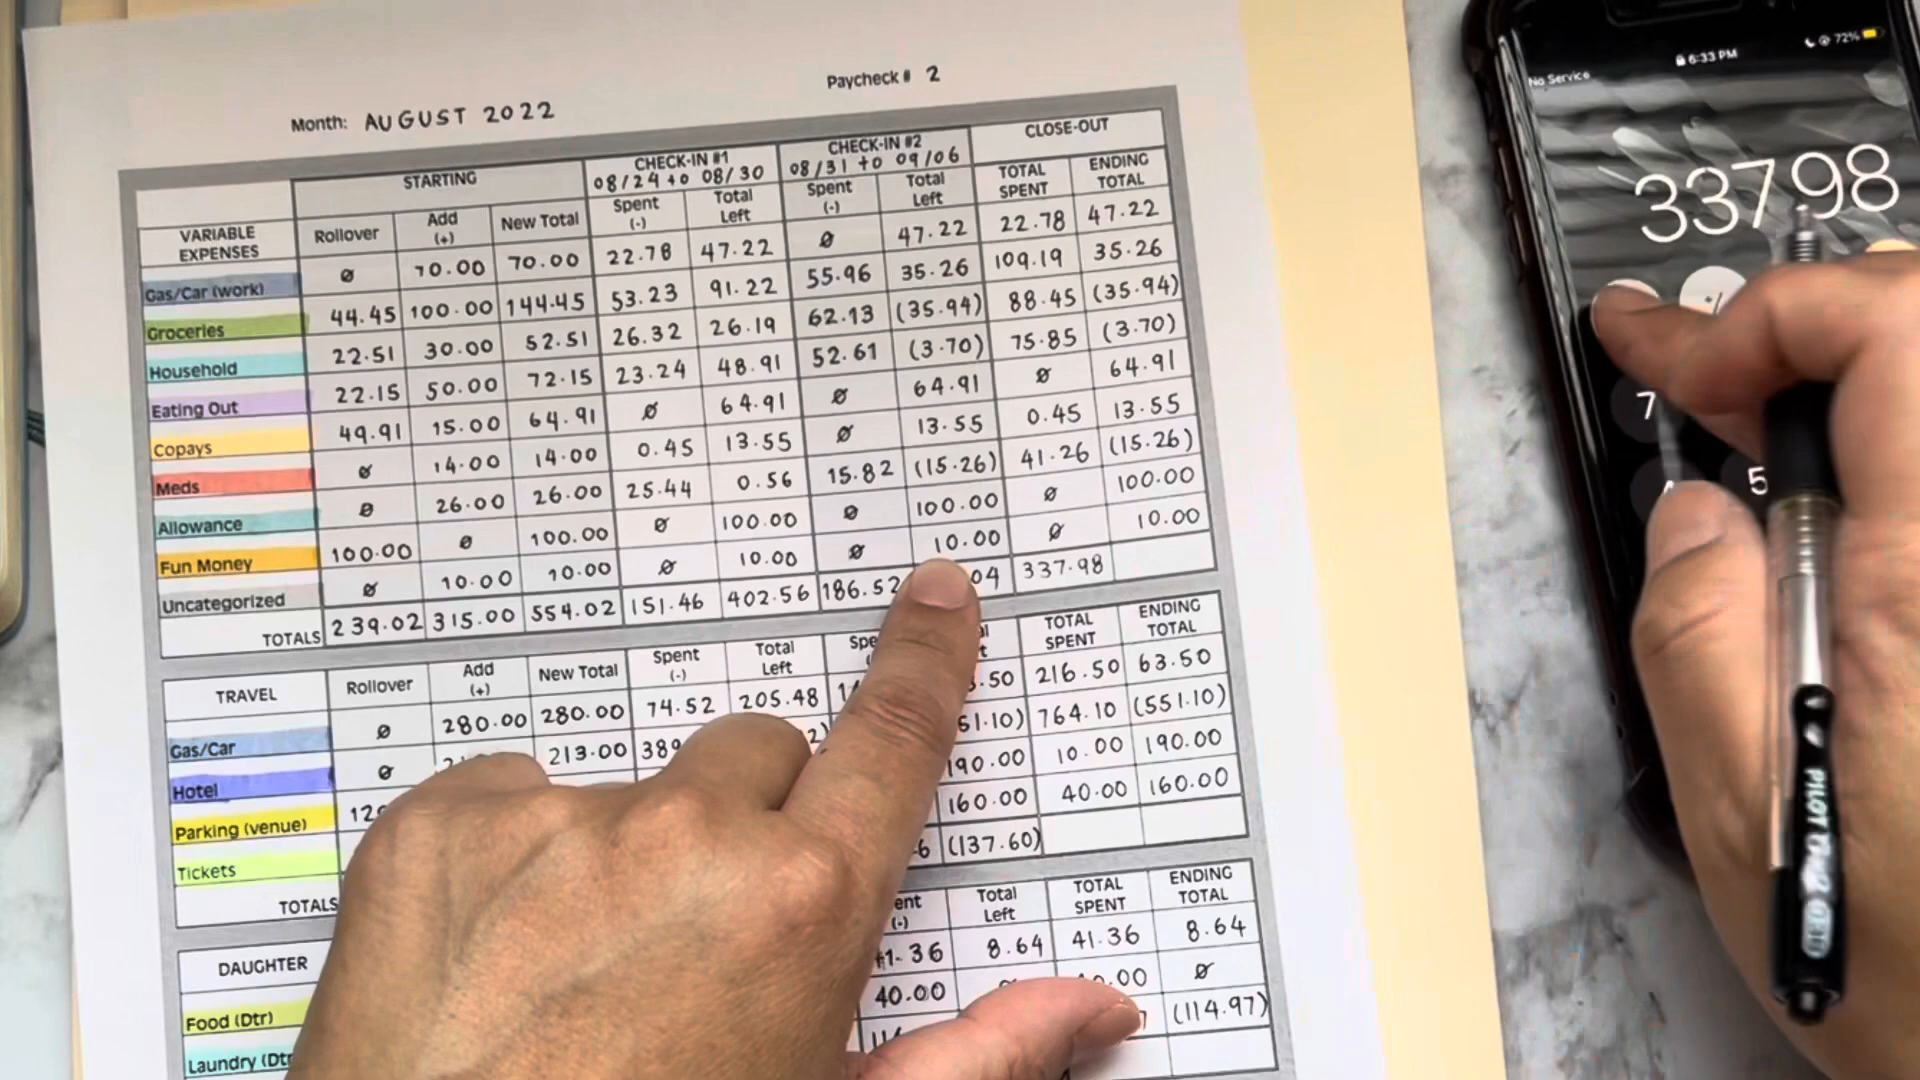 Month: AUGUST 2022 Paycheck # 2
STARTING CHECK-IN #1 08/24 to 08/30 CHECK-IN #2 08/31 to 09/06 CLOSE-OUT
VARIABLE EXPENSES Rollover Add (+) New Total Spent (-) Total Left Spent (-) Total Left TOTAL SPENT ENDING TOTAL
Gas/Car (work) ø 70.00 70.00 22.78 47.22 ø 47.22 22.78 47.22
Groceries 44.45 100.00 144.45 53.23 91.22 55.96 35.26 109.19 35.26
Household 22.51 30.00 52.51 26.32 26.19 62.13 (35.94) 88.45 (35.94)
Eating Out 22.15 50.00 72.15 23.24 48.91 52.61 (3.70) 75.85 (3.70)
Copays 49.91 15.00 64.91 ø 64.91 ø 64.91 ø 64.91
Meds ø 14.00 14.00 0.45 13.55 ø 13.55 0.45 13.55
Allowance ø 26.00 26.00 25.44 0.56 15.82 (15.26) 41.26 (15.26)
Fun Money 100.00 ø 100.00 ø 100.00 ø 100.00 ø 100.00
Uncategorized ø 10.00 10.00 ø 10.00 ø 10.00 ø 10.00
TOTALS 239.02 315.00 554.02 151.46 402.56 186.52 04 337.98
TRAVEL Rollover Add (+) New Total Spent (-) Total Left TOTAL SPENT ENDING TOTAL
Gas/Car ø 280.00 280.00 74.52 205.48 .50 216.50 63.50
Hotel ø 213.00 389 51.10) 764.10 (551.10)
Parking (venue) 190.00 10.00 190.00
Tickets 160.00 40.00 160.00
TOTALS (137.60)
DAUGHTER Total Left TOTAL SPENT ENDING TOTAL
Food (Dtr) 41.36 8.64 41.36 8.64
Laundry (Dtr 40.00 ø
(114.97)
No Service 6:33 PM 72%
33798
7
5
PILOT